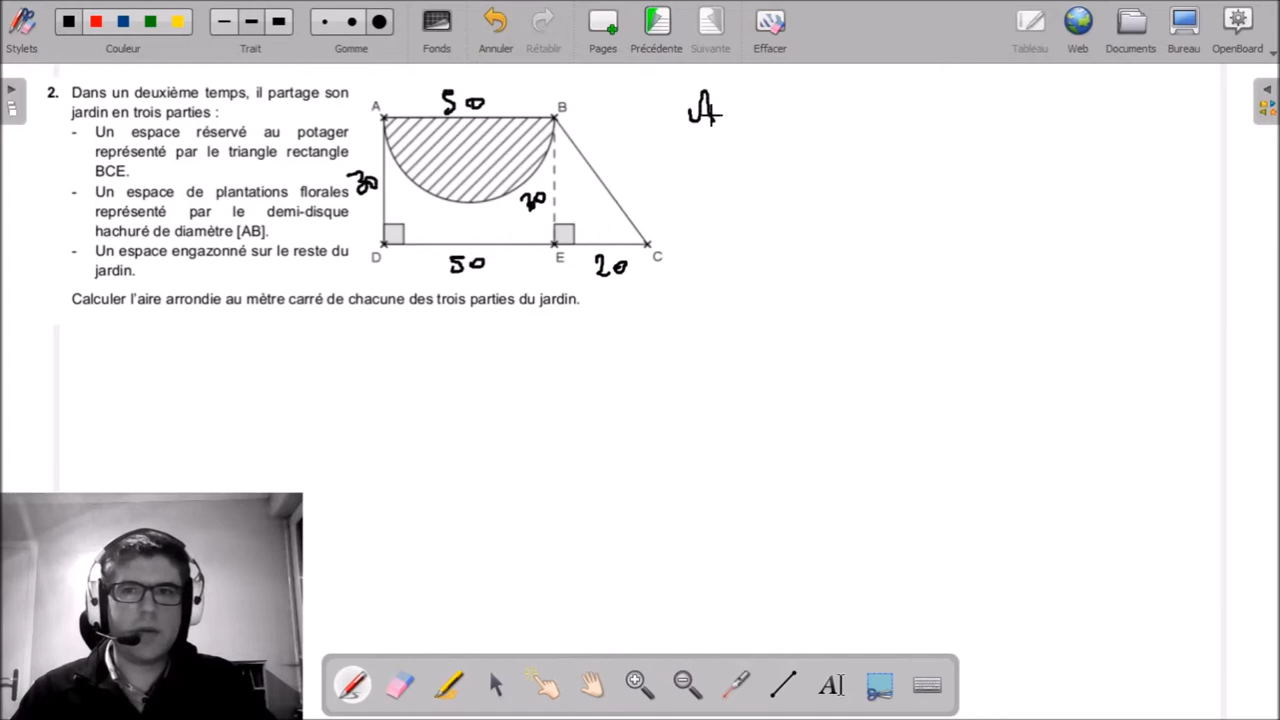 Stylets
Couleur
Trait
Gomme
Fonds
Annuler
Rétablir
Pages
Précédente
Suivante
Effacer
Tableau
Web
Documents
Bureau
OpenBoard
2. Dans un deuxième temps, il partage son
jardin en trois parties :
- Un espace réservé au potager
représenté par le triangle rectangle
BCE.
- Un espace de plantations florales
représenté par le demi-disque
hachuré de diamètre [AB].
- Un espace engazonné sur le reste du
jardin.
A
50
B
30
30
D
50
E
20
C
Calculer l'aire arrondie au mètre carré de chacune des trois parties du jardin.
A
AI